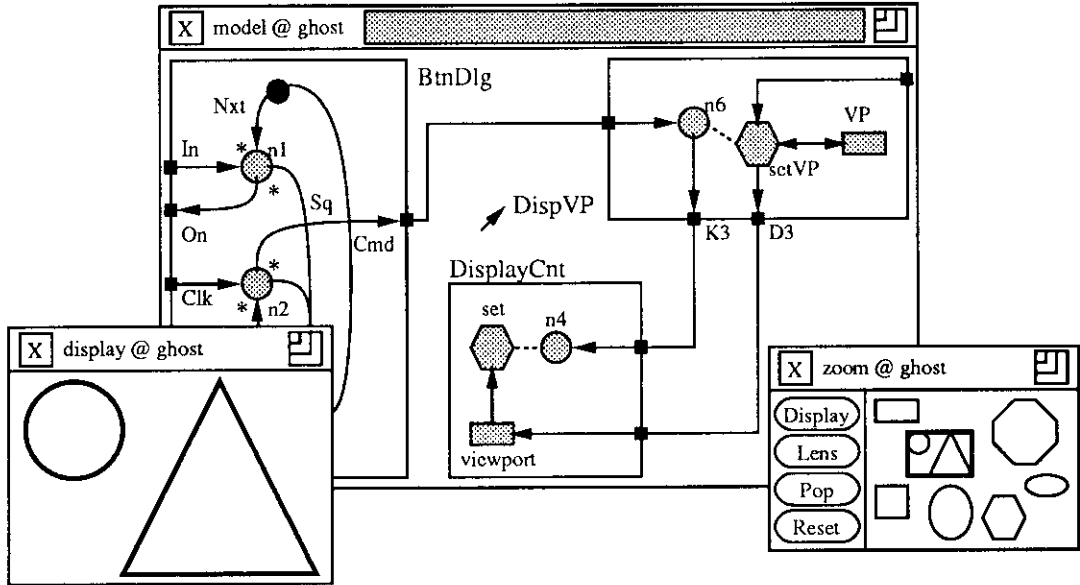 X model @ ghost
BtnDlg
Nxt
n6
VP
In
* n1
sctVP
*
Sq
On
DispVP
Cmd
K3 D3
DisplayCnt
*
Clk
* n2
set
n4
X display @ ghost
X zoom @ ghost
Display
Lens
viewport
Pop
Reset